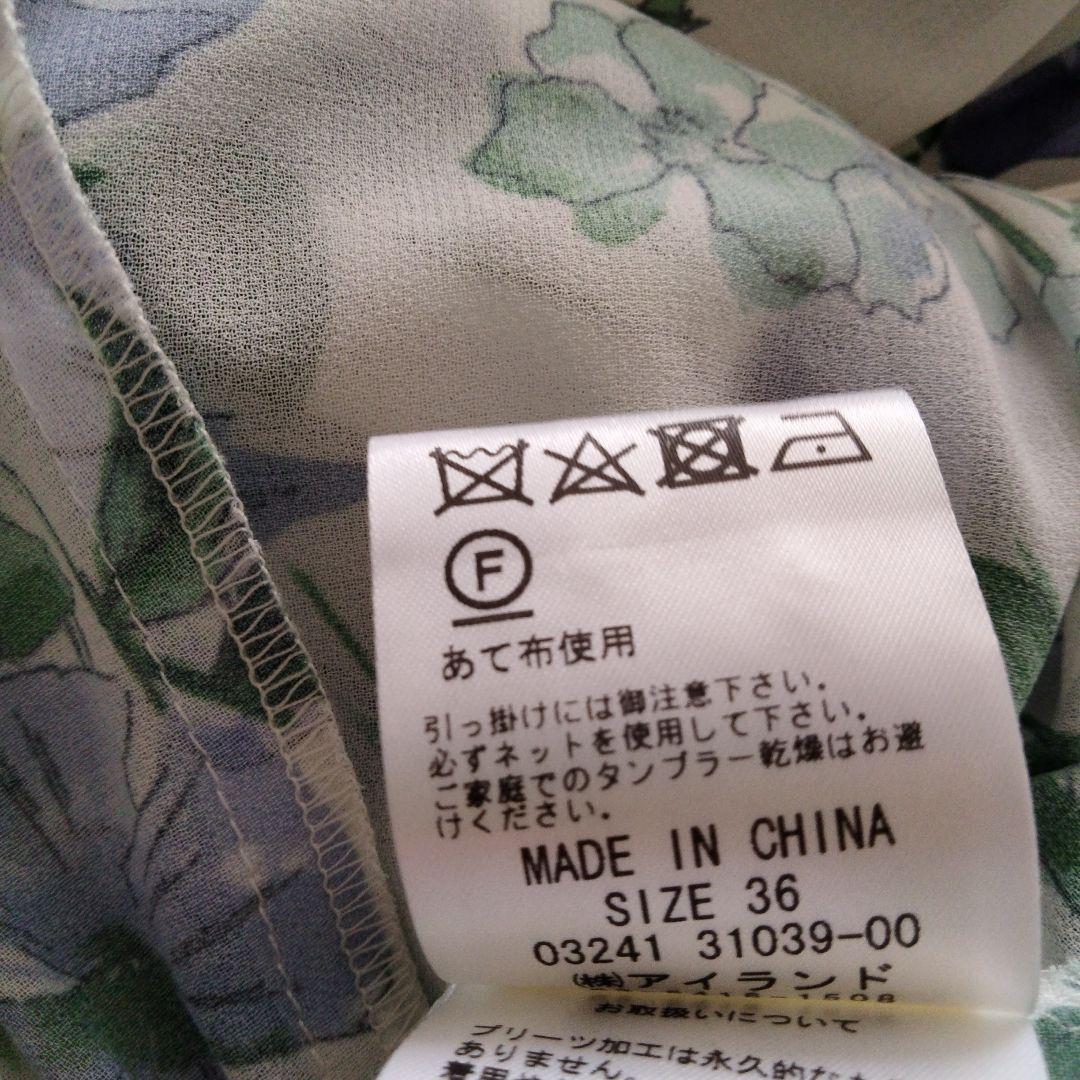 F
あて布使用
引っ掛けには御注意下さい.
必ずネットを使用して下さい.
ご家庭でのタンブラー乾燥はお避
けください.
MADE IN CHINA
SIZE 36
03241 31039-00
㈱アイランド
お取扱いについて
プリーツ加工は永久的な
ありません。